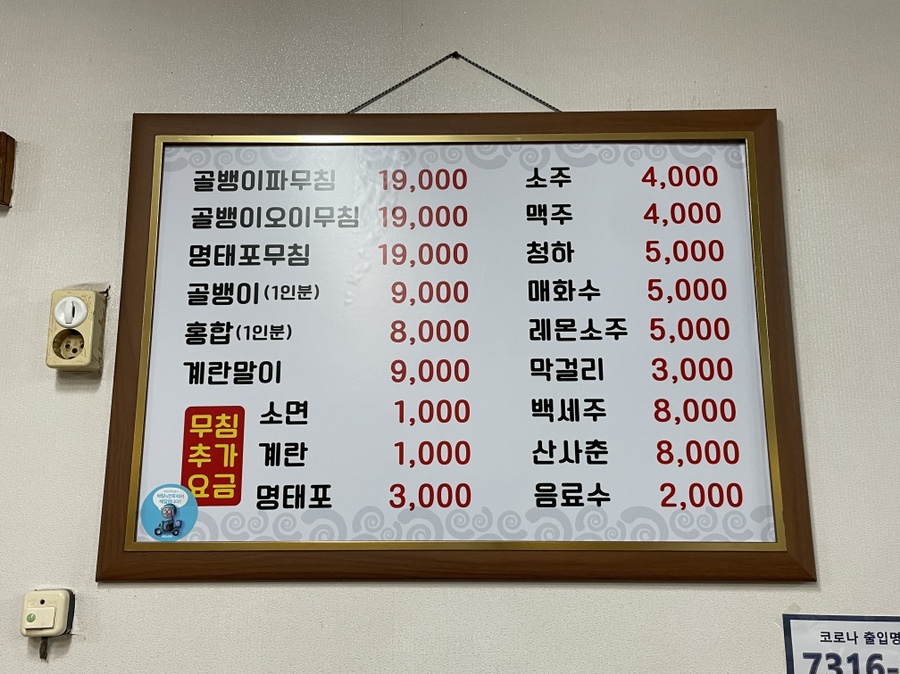 골뱅이파무침 19,000
골뱅이오이무침 19,000
명태포무침 19,000
골뱅이(1인분) 9,000
홍합(1인분) 8,000
계란말이 9,000
무침
추가
요금
소면 1,000
계란 1,000
명태포 3,000
소주 4,000
맥주 4,000
청하 5,000
매화수 5,000
레몬소주 5,000
막걸리 3,000
백세주 8,000
산사춘 8,000
음료수 2,000
코로나 출입명
7316-